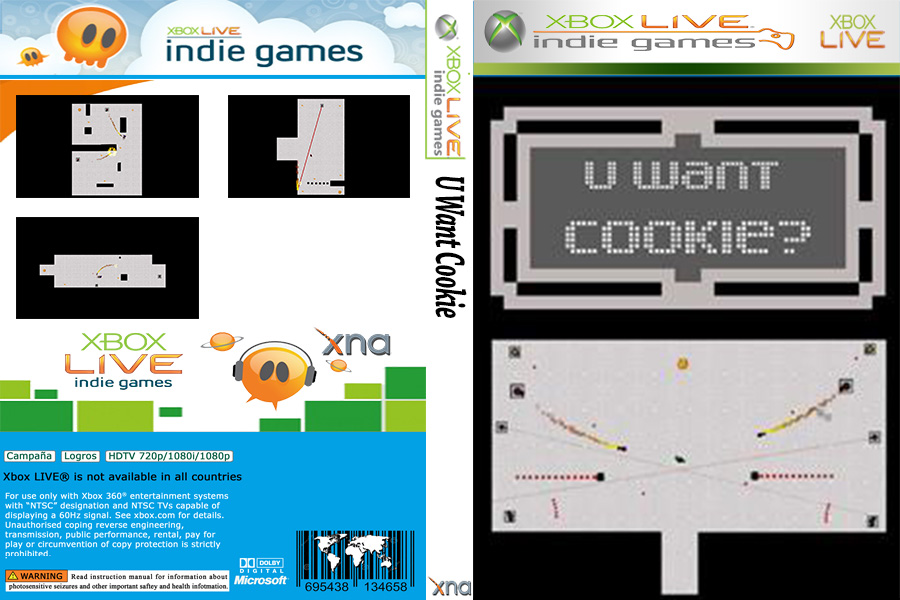 XBOX LIVE
indie games
XBOX LIVE
indie games
U Want Cookie
xna
XBOX LIVE
indie games
XBOX
LIVE
u want
cookie?
XBOX
LIVE
indie games
xna
Campaña Logros HDTV 720p/1080i/1080p
Xbox LIVE® is not available in all countries
For use only with Xbox 360® entertainment systems
with “NTSC” designation and NTSC TVs capable of
displaying a 60Hz signal. See xbox.com for details.
Unauthorised coping reverse engineering,
transmission, public performance, rental, pay for
play or circumvention of copy protection is strictly
prohibited.
WARNING Read instruction manual for information about
photosensitive seizures and other important saftey and health infotmation.
DOLBY
DIGITAL
Microsoft
695438 134658